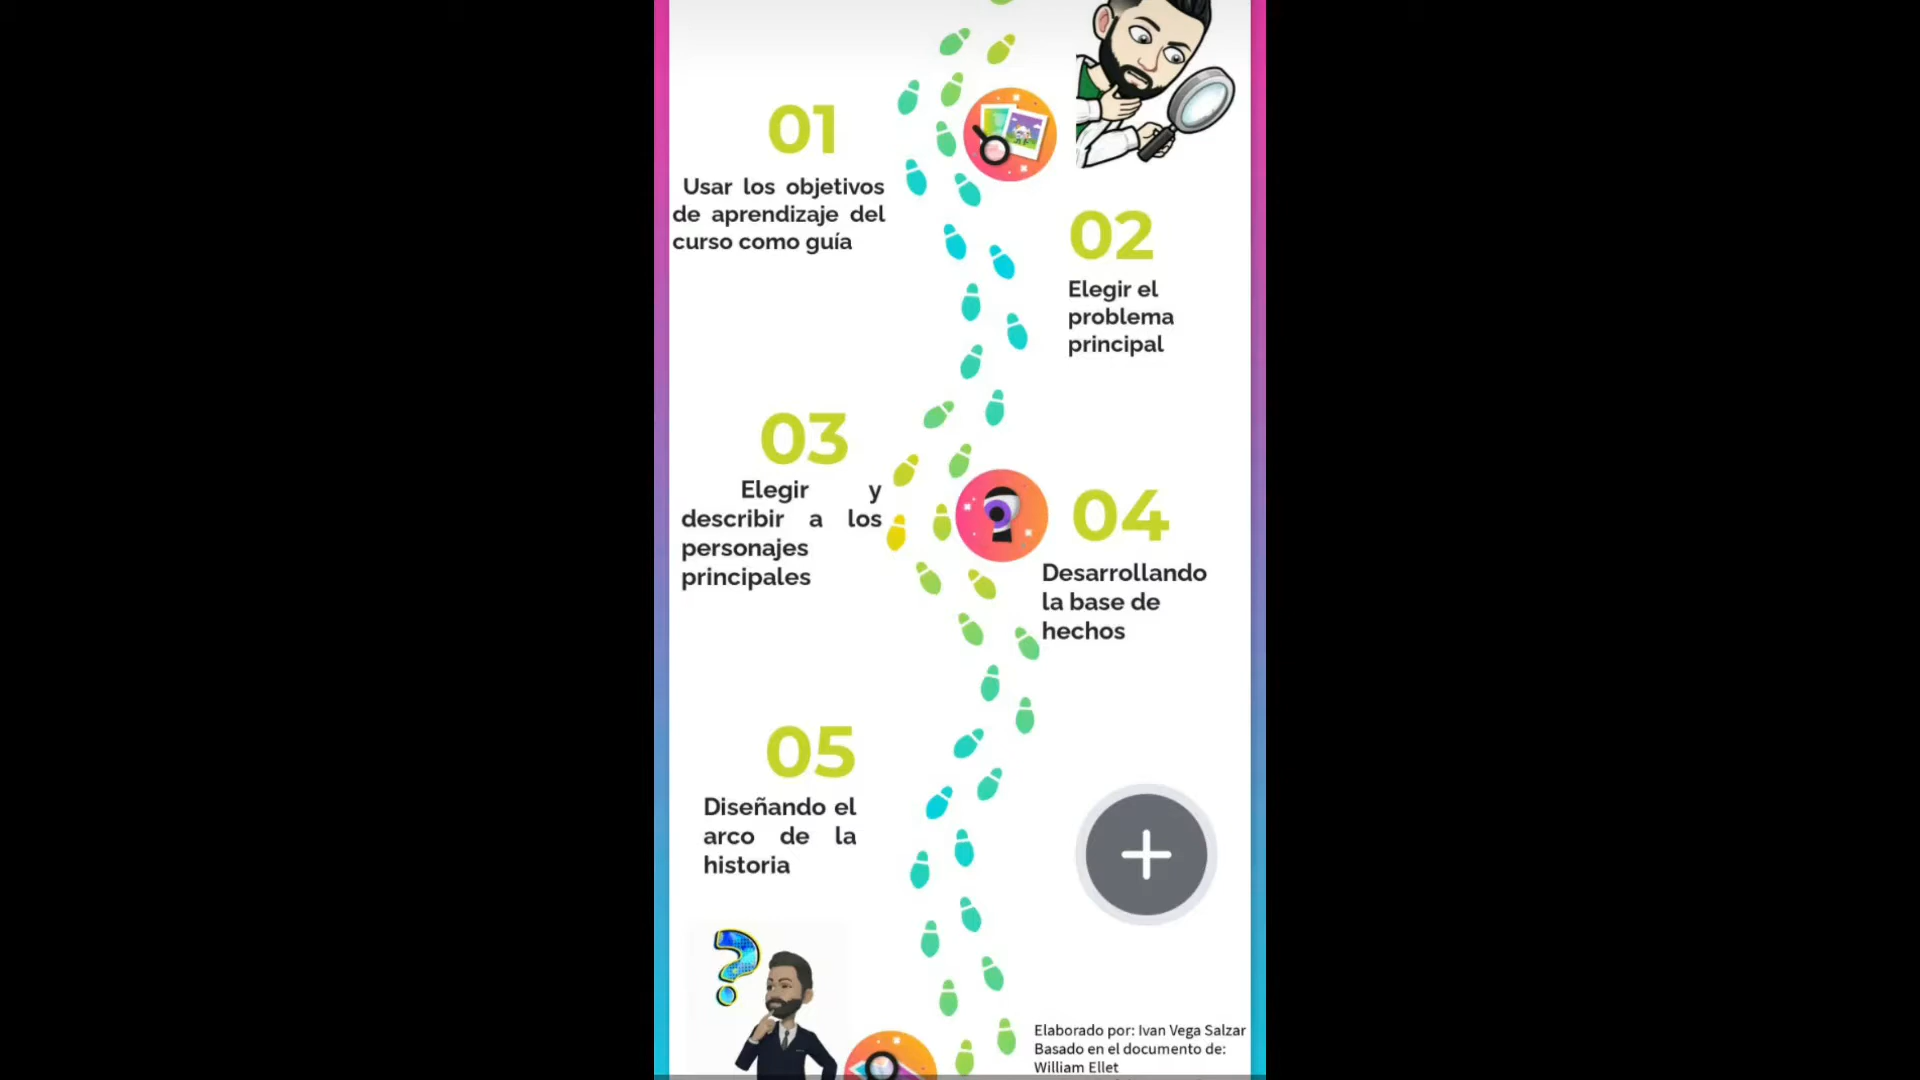 01
Usar los objetivos
de aprendizaje del
curso como guía
02
Elegir el
problema
principal
03
Elegir y
describir a los
personajes
principales
04
Desarrollando
la base de
hechos
05
Diseñando el
arco de la
historia
Elaborado por: Ivan Vega Salzar
Basado en el documento de:
William Ellet